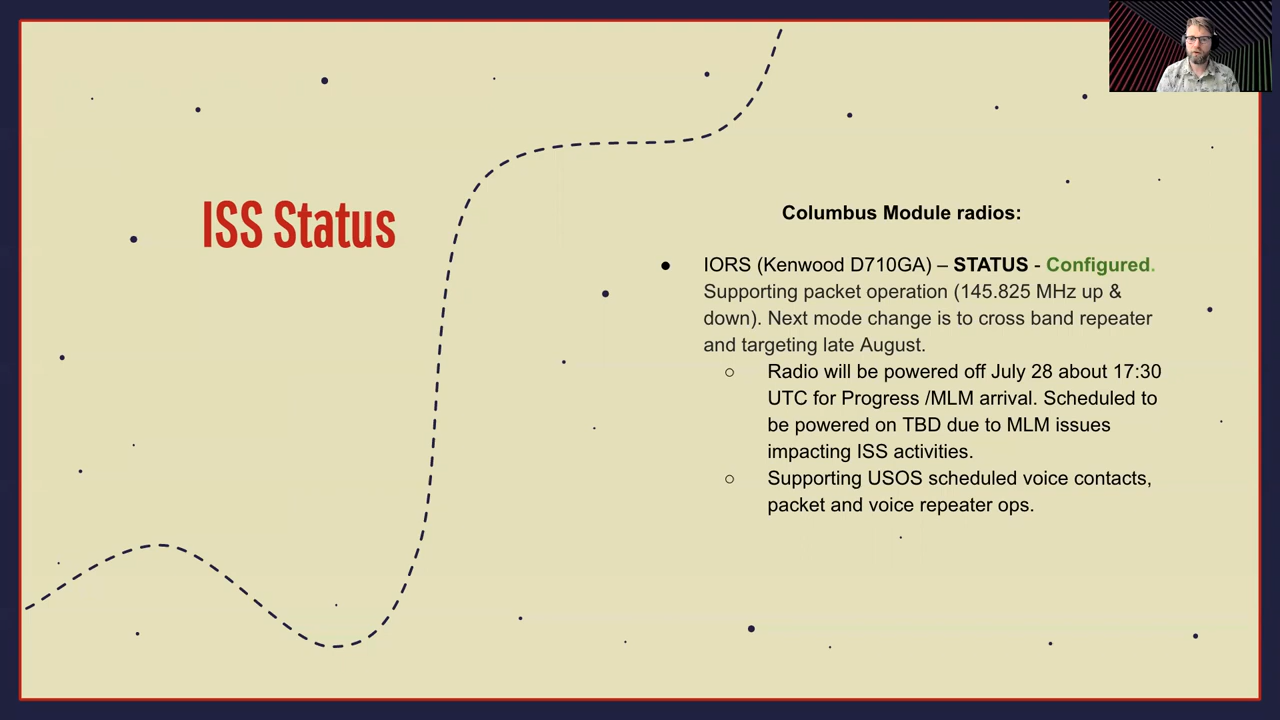 ISS Status
Columbus Module radios:
● IORS (Kenwood D710GA) – STATUS - Configured.
Supporting packet operation (145.825 MHz up &
down). Next mode change is to cross band repeater
and targeting late August.
○ Radio will be powered off July 28 about 17:30
UTC for Progress /MLM arrival. Scheduled to
be powered on TBD due to MLM issues
impacting ISS activities.
○ Supporting USOS scheduled voice contacts,
packet and voice repeater ops.